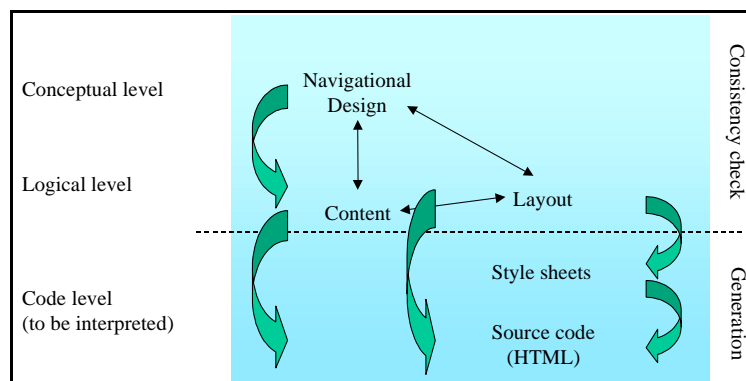 Conceptual level
Navigational
Design
Logical level
Content
Layout
Code level
(to be interpreted)
Style sheets
Source code
(HTML)
Consistency check
Generation